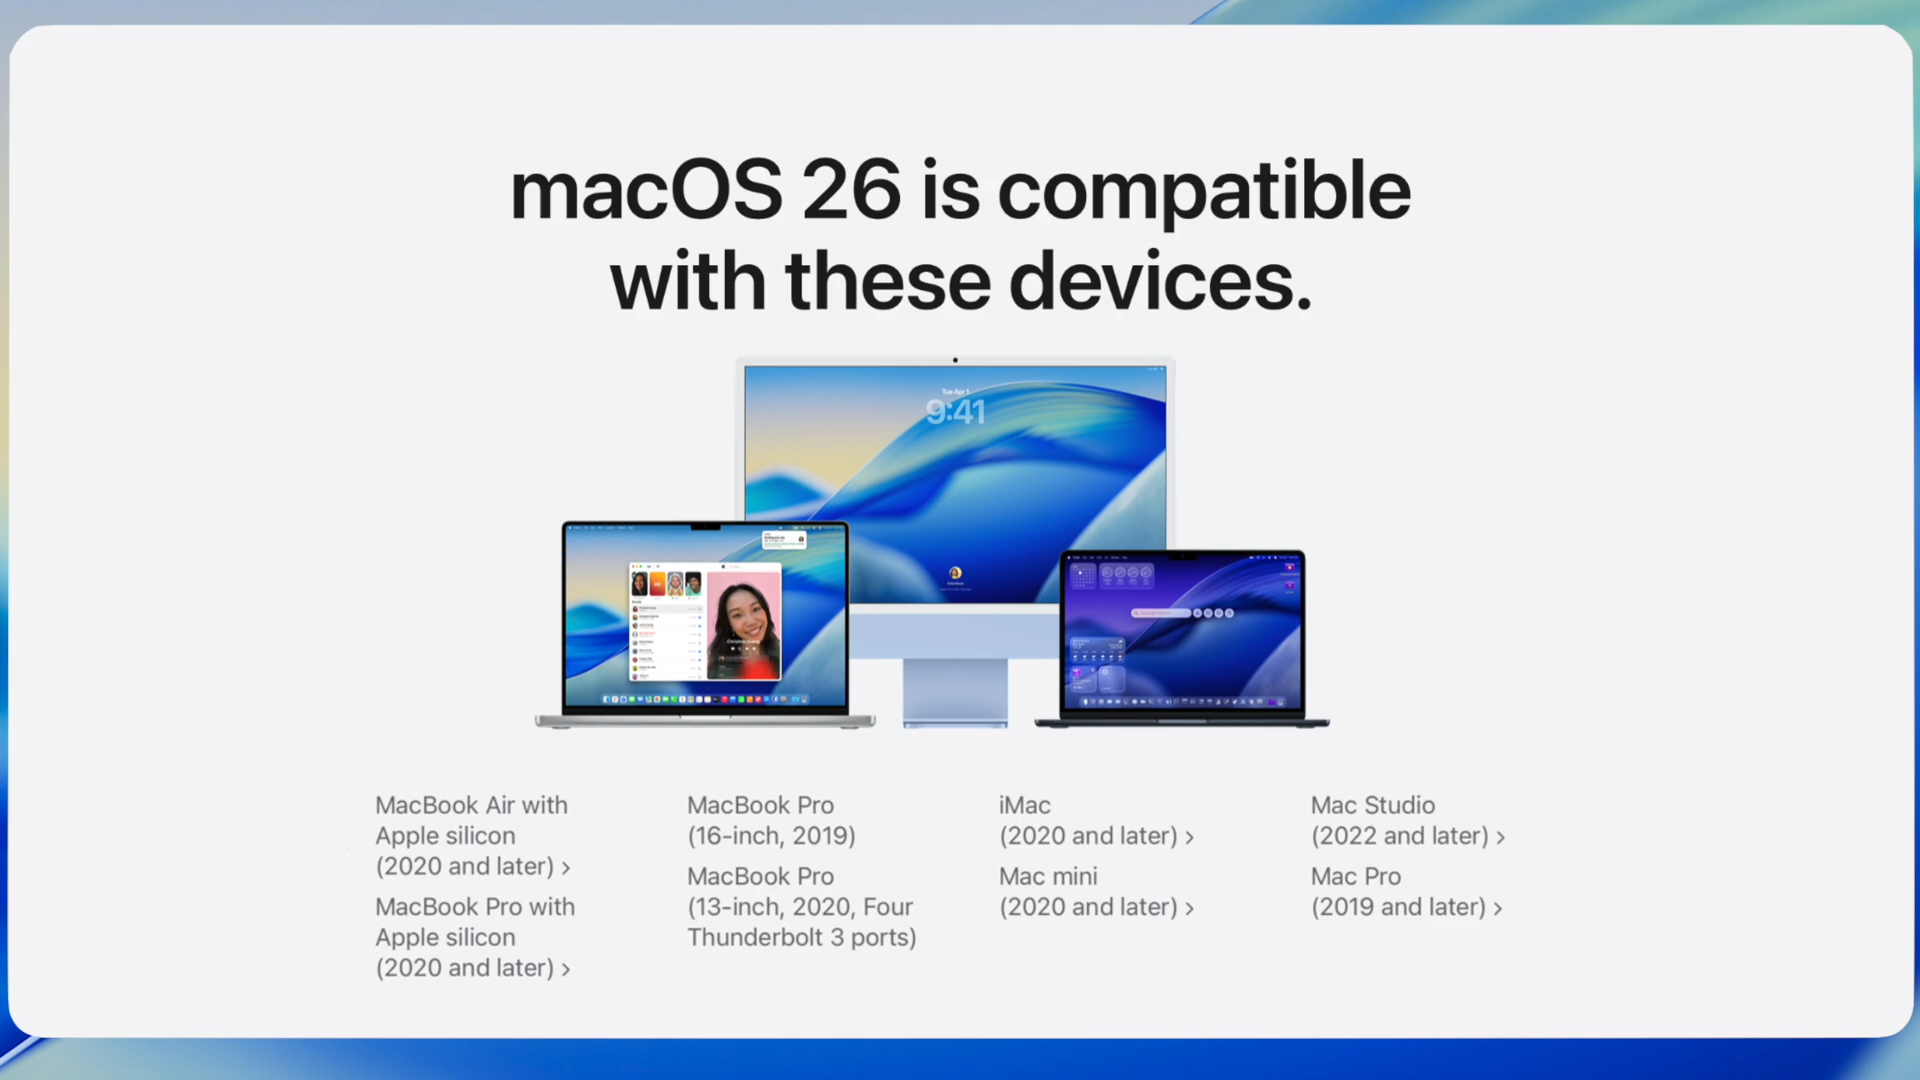 macOS 26 is compatible
with these devices.
Tue Apr 1
9:41
MacBook Air with
Apple silicon
(2020 and later) ›
MacBook Pro with
Apple silicon
(2020 and later) ›
MacBook Pro
(16-inch, 2019)
MacBook Pro
(13-inch, 2020, Four
Thunderbolt 3 ports)
iMac
(2020 and later) ›
Mac mini
(2020 and later) ›
Mac Studio
(2022 and later) ›
Mac Pro
(2019 and later) ›